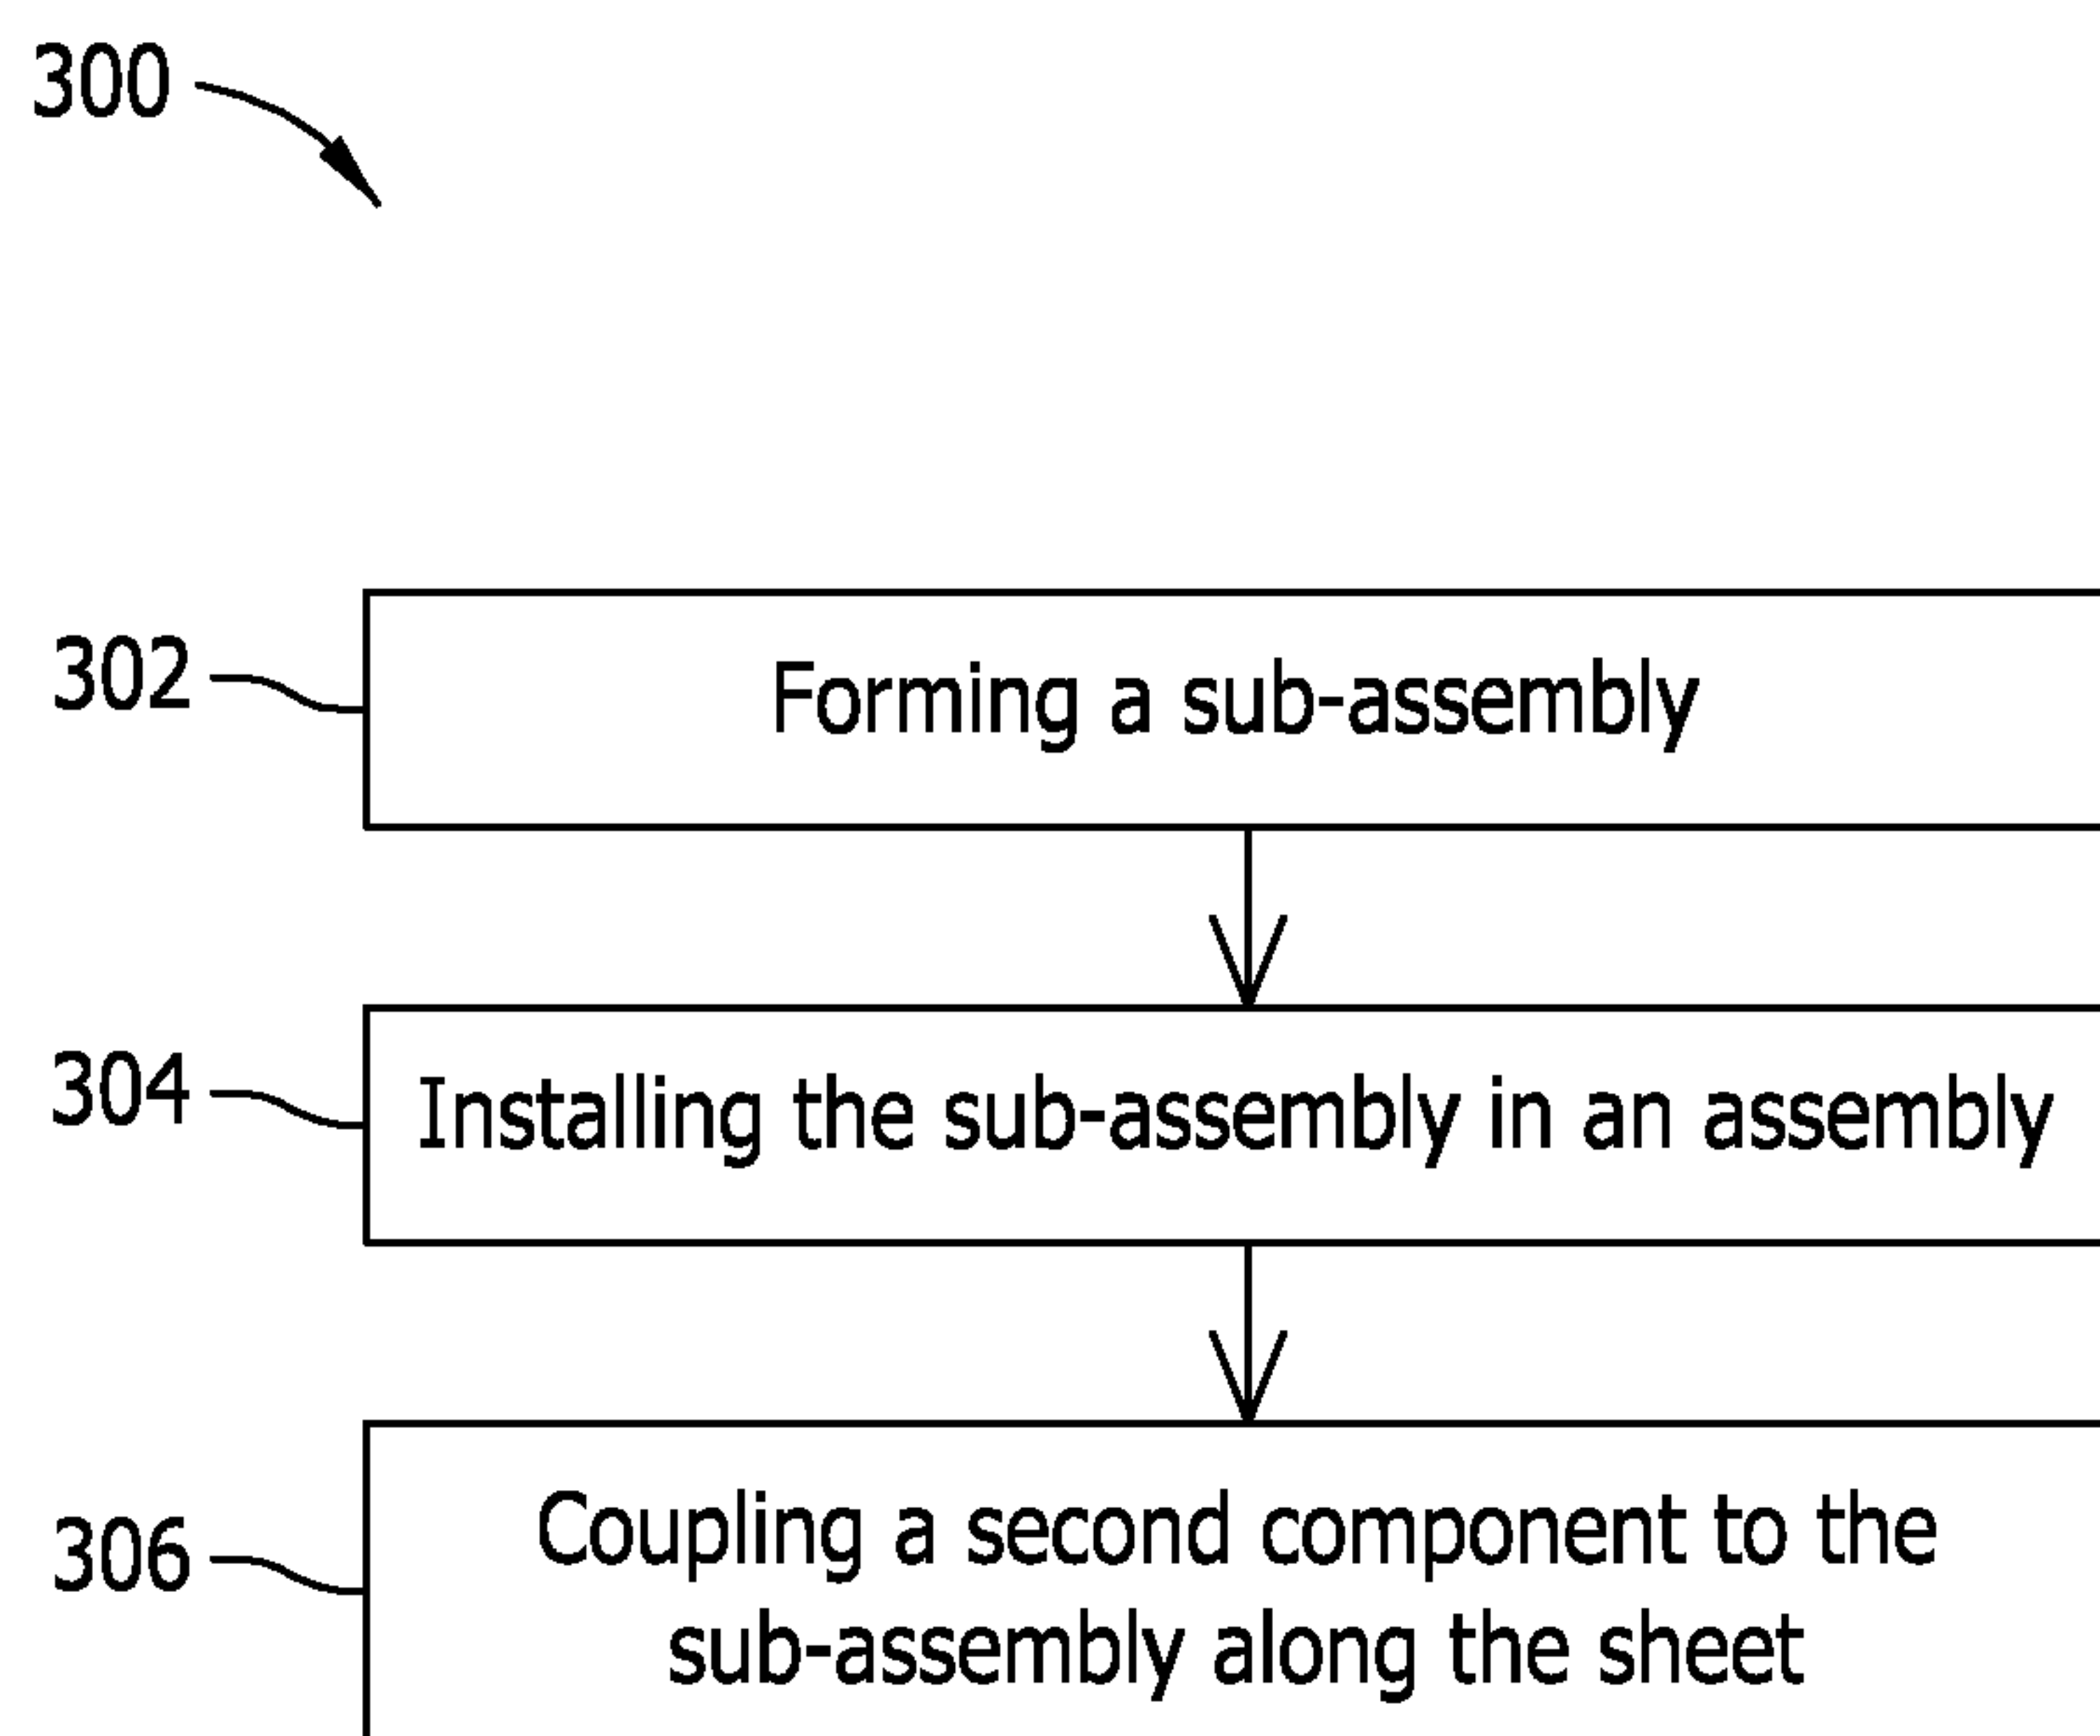 300
302
Forming a sub-assembly
304
Installing the sub-assembly in an assembly
306
Coupling a second component to the
sub-assembly along the sheet